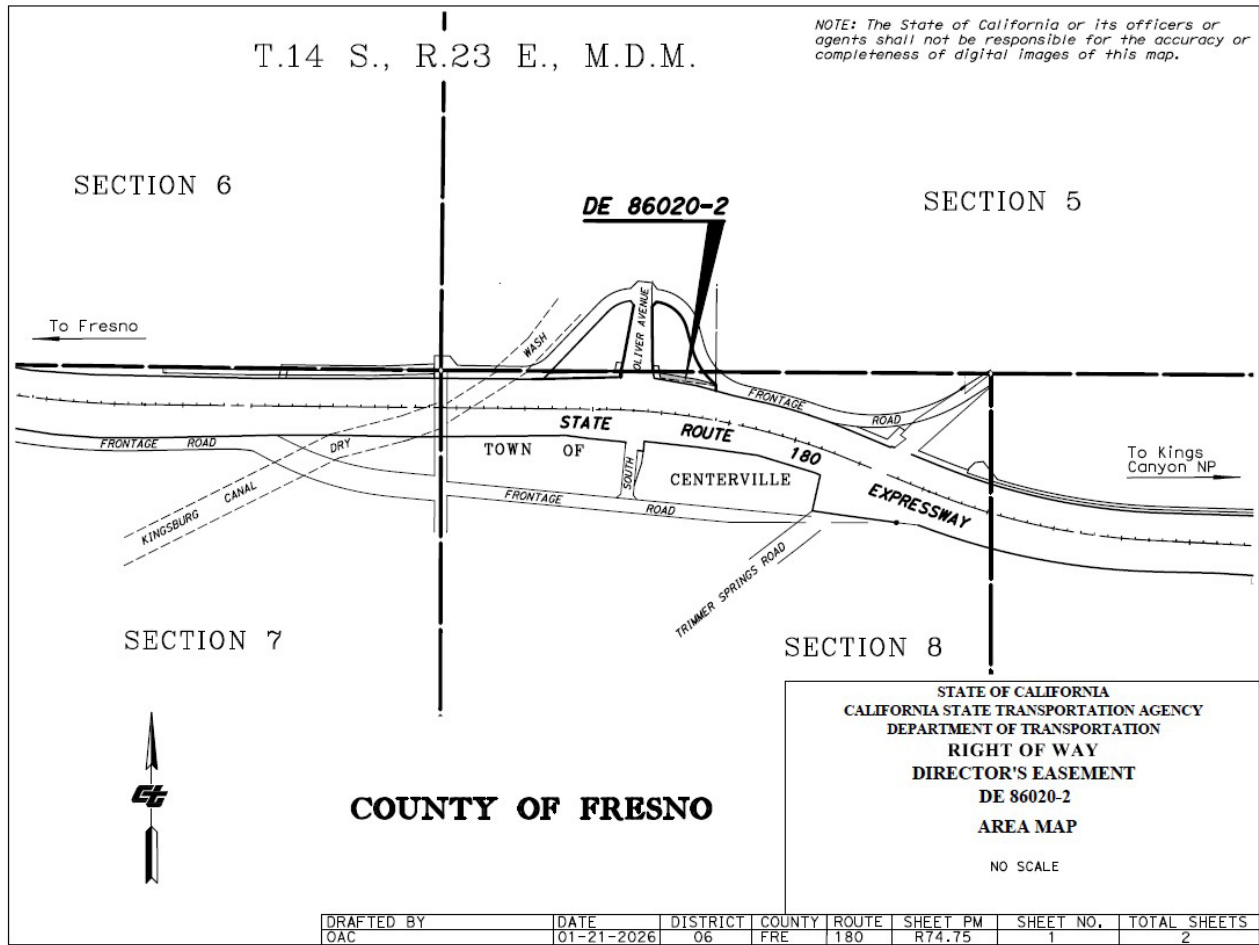 NOTE: The State of California or its officers or
agents shall not be responsible for the accuracy or
completeness of digital images of this map.
T.14 S., R.23 E., M.D.M.
SECTION 6
SECTION 5
DE 86020-2
To Fresno
WASH
OLIVER AVENUE
FRONTAGE
ROAD
STATE
ROUTE
180
EXPRESSWAY
To Kings
Canyon NP
FRONTAGE ROAD
DRY
TOWN OF
SOUTH
CENTERVILLE
KINGSBURG CANAL
FRONTAGE
ROAD
TRIMMER SPRINGS ROAD
SECTION 7
SECTION 8
STATE OF CALIFORNIA
CALIFORNIA STATE TRANSPORTATION AGENCY
DEPARTMENT OF TRANSPORTATION
RIGHT OF WAY
DIRECTOR'S EASEMENT
DE 86020-2
AREA MAP
NO SCALE
ct
COUNTY OF FRESNO
DRAFTED BY DATE DISTRICT COUNTY ROUTE SHEET PM SHEET NO. TOTAL SHEETS
OAC 01-21-2026 06 FRE 180 R74.75 1 2